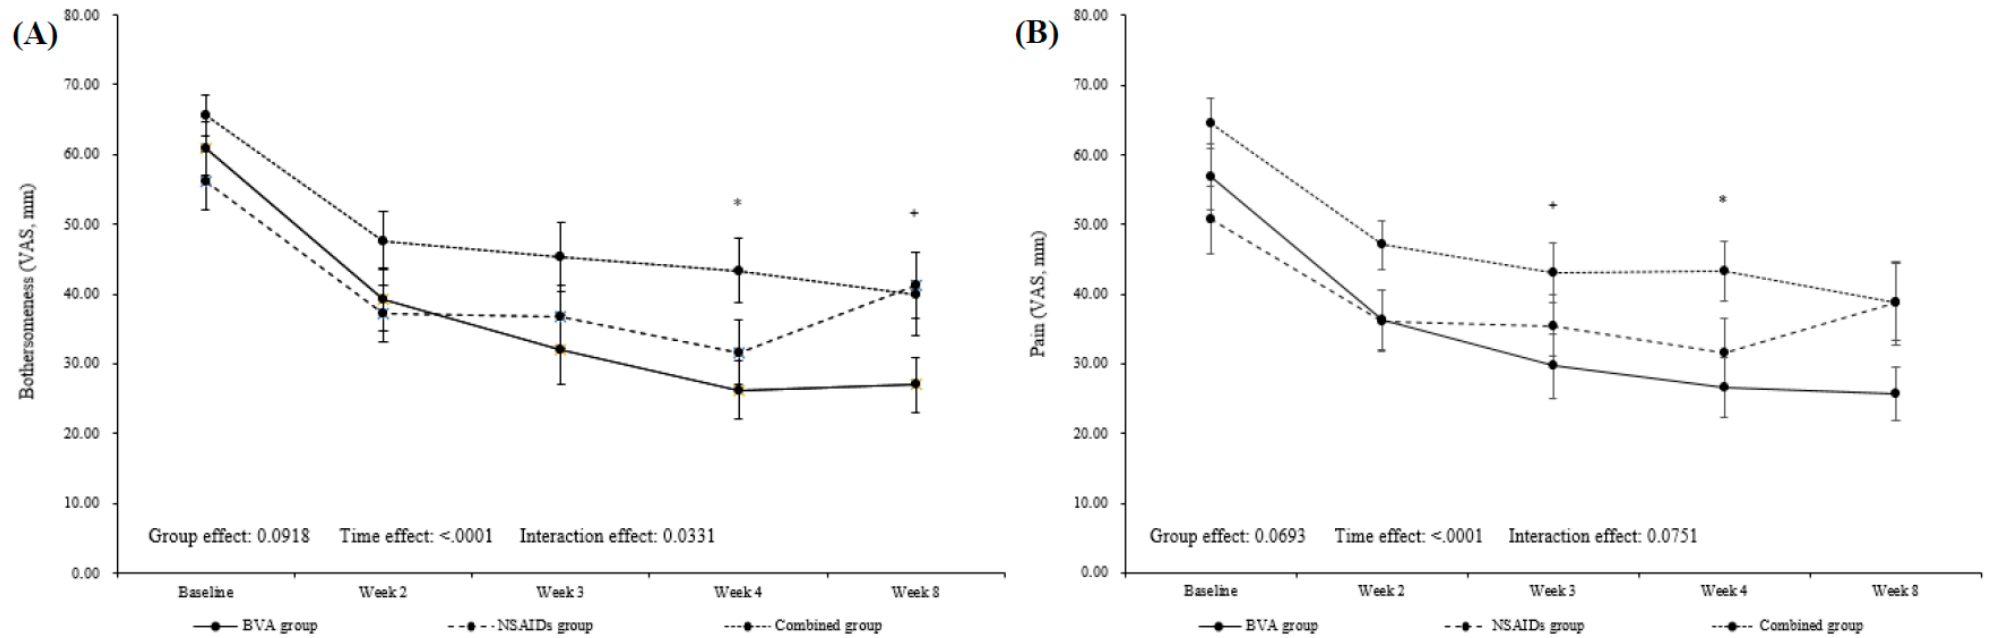 (A)
Bothersomeness (VAS, mm)
80.00
70.00
60.00
50.00
40.00
30.00
20.00
10.00
0.00
*
+
Group effect: 0.0918 Time effect: <.0001 Interaction effect: 0.0331
Baseline Week 2 Week 3 Week 4 Week 8
BVA group NSAIDs group Combined group
(B)
Pain (VAS, mm)
80.00
70.00
60.00
50.00
40.00
30.00
20.00
10.00
0.00
+
*
Group effect: 0.0693 Time effect: <.0001 Interaction effect: 0.0751
Baseline Week 2 Week 3 Week 4 Week 8
BVA group NSAIDs group Combined group